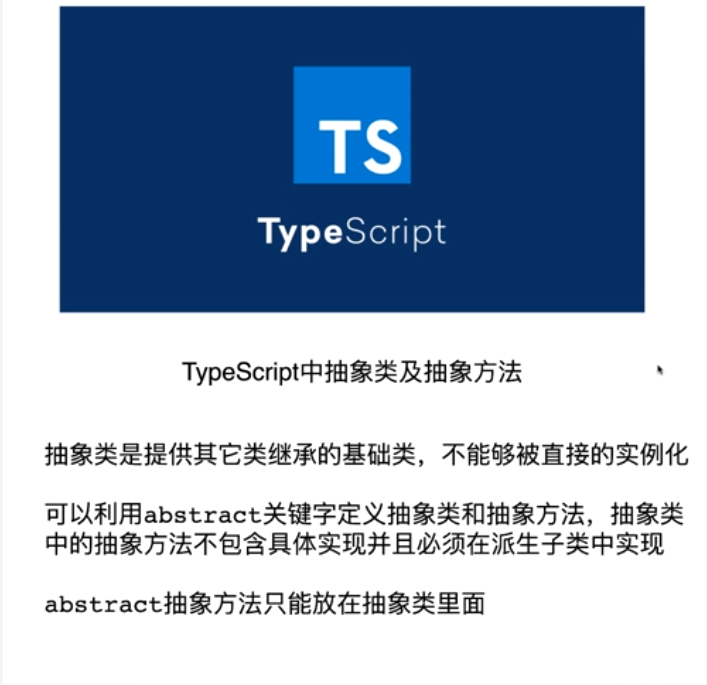 TS
TypeScript
TypeScript中抽象类及抽象方法
抽象类是提供其它类继承的基础类，不能够被直接的实例化
可以利用abstract关键字定义抽象类和抽象方法，抽象类
中的抽象方法不包含具体实现并且必须在派生子类中实现
abstract抽象方法只能放在抽象类里面